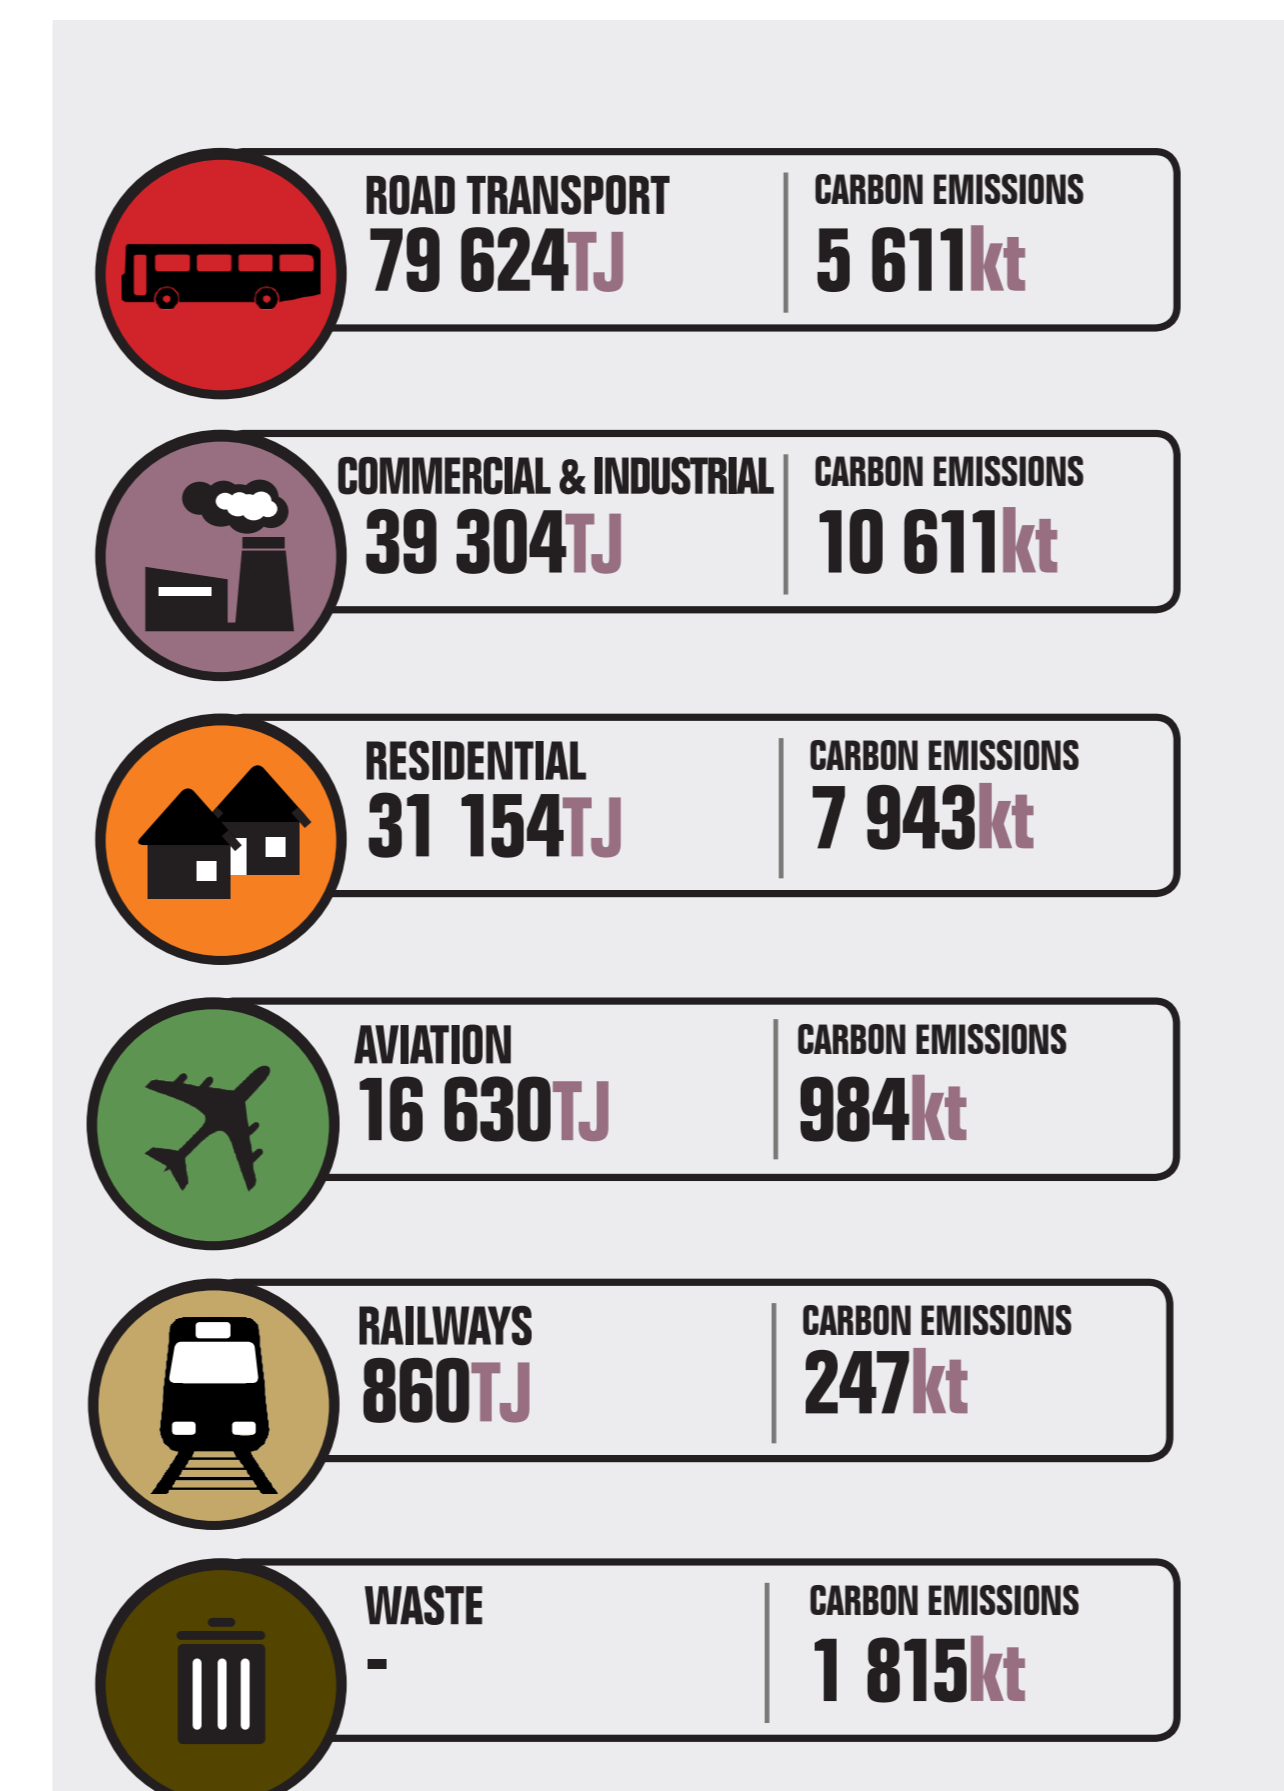 ROAD TRANSPORT
79 624TJ
CARBON EMISSIONS
5 611kt
COMMERCIAL & INDUSTRIAL
39 304TJ
CARBON EMISSIONS
10 611kt
RESIDENTIAL
31 154TJ
CARBON EMISSIONS
7 943kt
AVIATION
16 630TJ
CARBON EMISSIONS
984kt
RAILWAYS
860TJ
CARBON EMISSIONS
247kt
WASTE
-
CARBON EMISSIONS
1 815kt